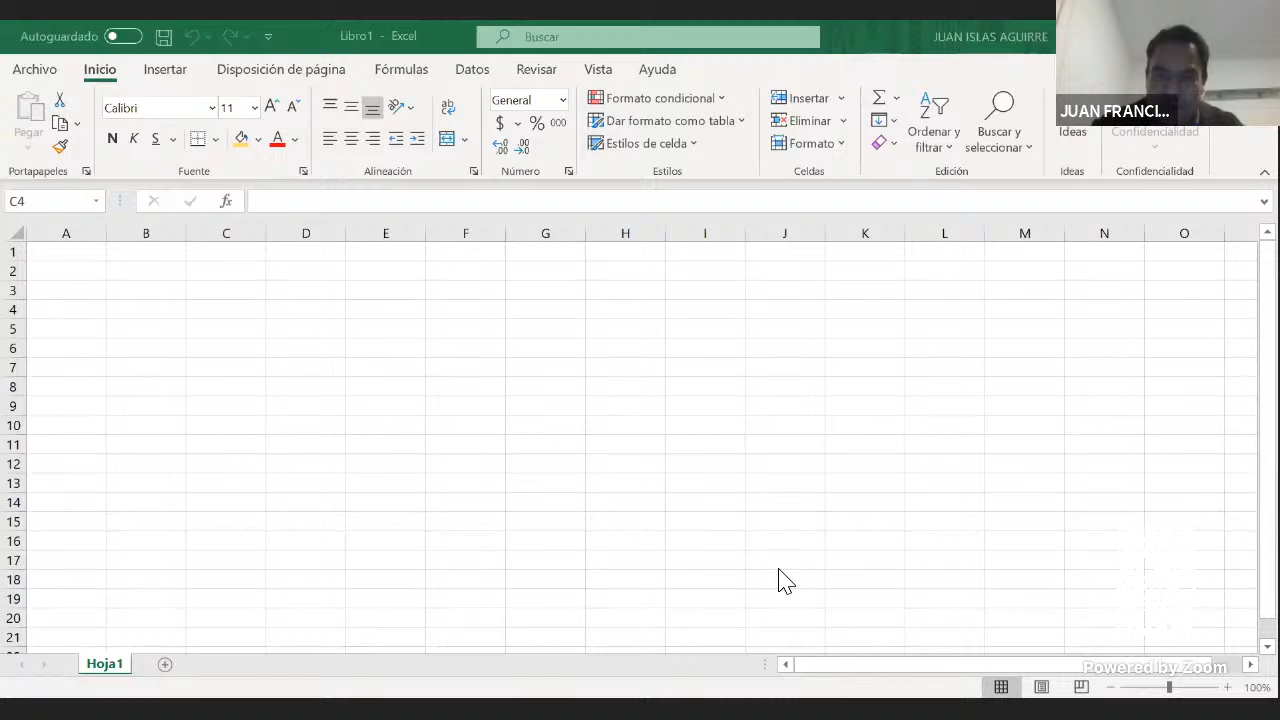 Autoguardado Libro1 - Excel Buscar JUAN ISLAS AGUIRRE
Archivo Inicio Insertar Disposición de página Fórmulas Datos Revisar Vista Ayuda
JUAN FRANCI...
Pegar
Calibri 11
N K S
General
$ % 000
Formato condicional
Dar formato como tabla
Estilos de celda
Insertar
Eliminar
Formato
Ordenar y filtrar
Buscar y seleccionar
Ideas
Confidencialidad
Portapapeles Fuente Alineación Número Estilos Celdas Edición Ideas Confidencialidad
C4 fx
A B C D E F G H I J K L M N O
1
2
3
4
5
6
7
8
9
10
11
12
13
14
15
16
17
18
19
20
21
Hoja1
Powered by Zoom
100%